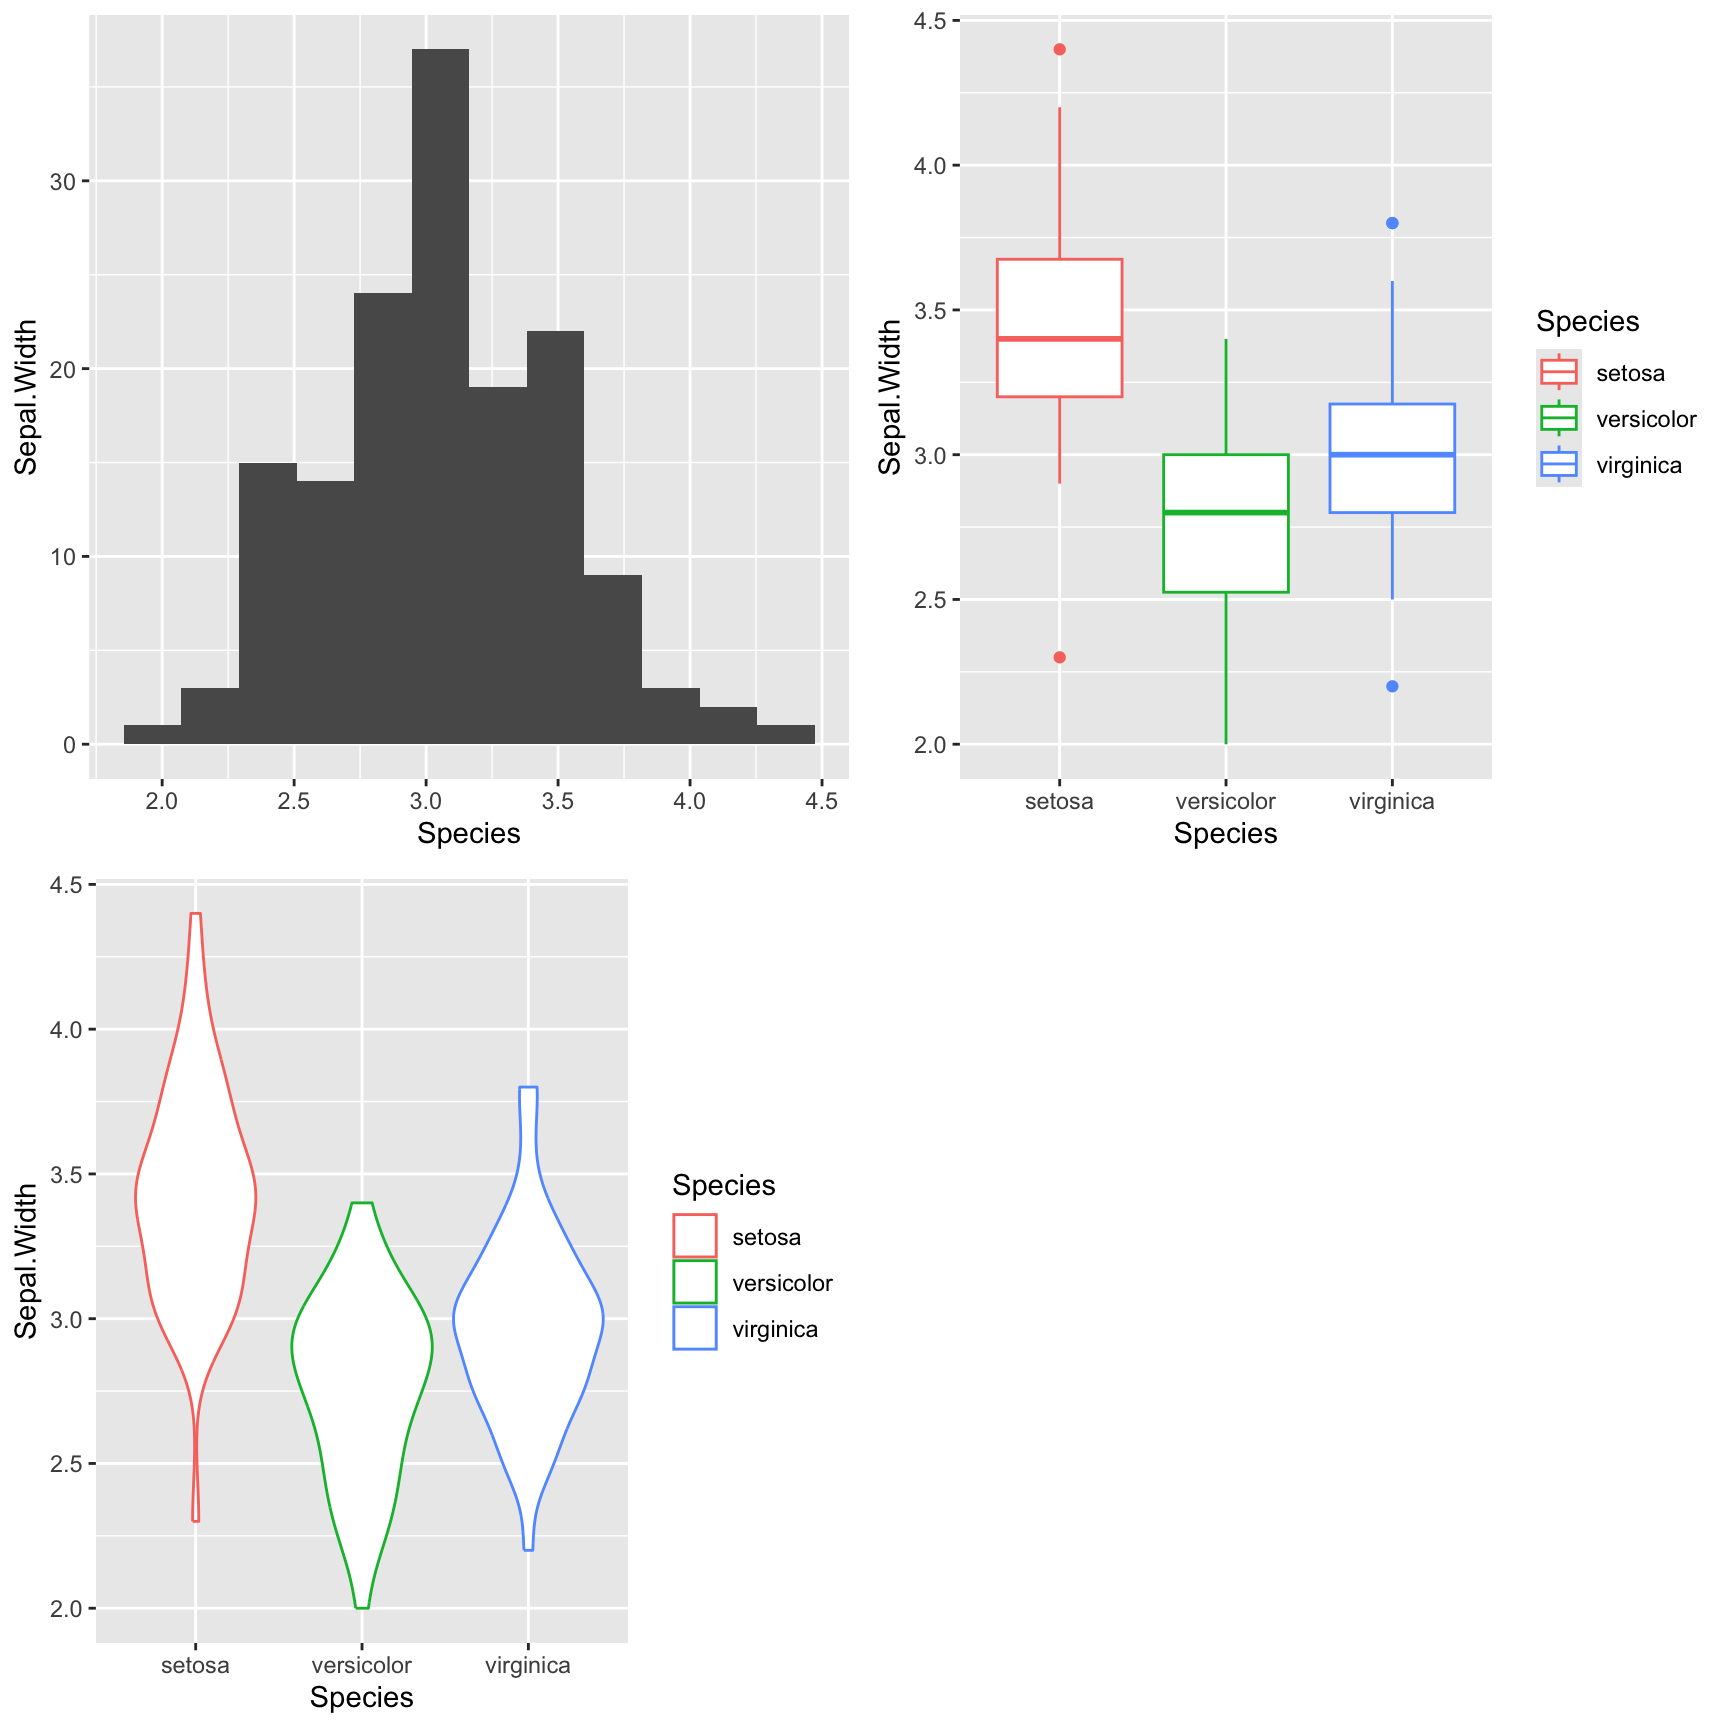 Sepal.Width
30
20
10
0
2.0 2.5 3.0 3.5 4.0 4.5
Species
Sepal.Width
4.5
4.0
3.5
3.0
2.5
2.0
setosa versicolor virginica
Species
Species
setosa
versicolor
virginica
Sepal.Width
4.5
4.0
3.5
3.0
2.5
2.0
setosa versicolor virginica
Species
Species
setosa
versicolor
virginica